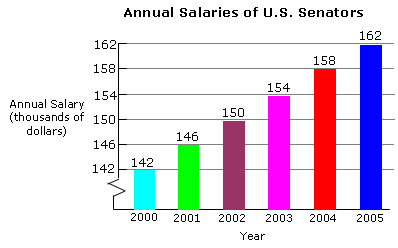 Annual Salaries of U.S. Senators
Annual Salary
(thousands of
dollars)
162
158
154
150
146
142
142
146
150
154
158
162
2000 2001 2002 2003 2004 2005
Year